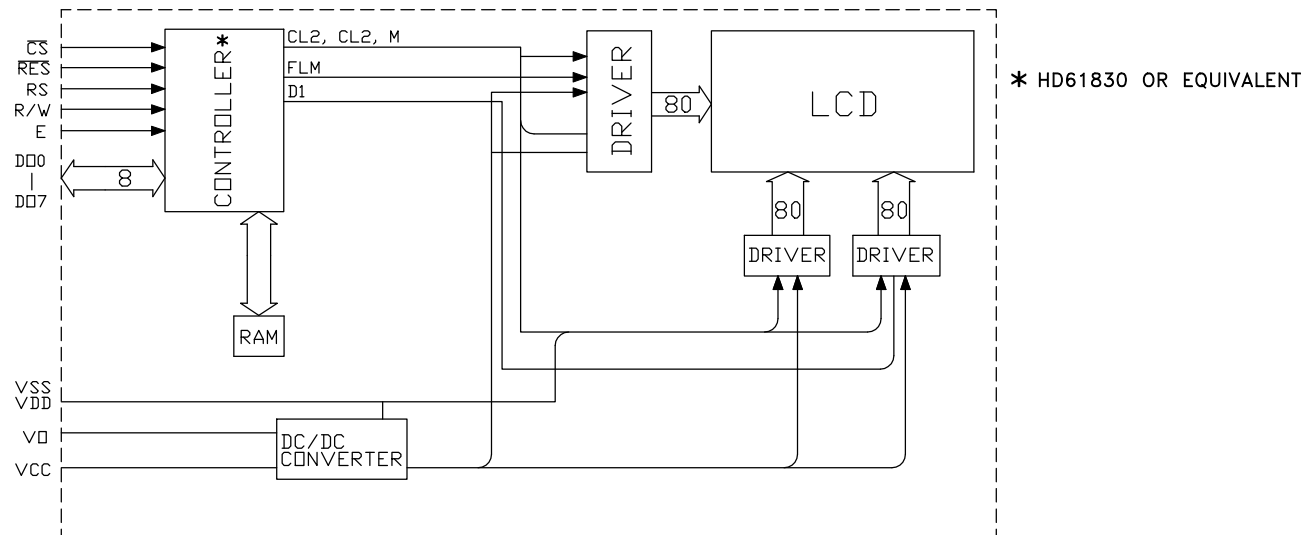 CS
RES
RS
R/W
E
DO0
|
DO7
8
CONTROLLER*
CL2, CL2, M
FLM
D1
DRIVER
80
LCD
* HD61830 OR EQUIVALENT
80
80
DRIVER
DRIVER
RAM
VSS
VDD
VO
VCC
DC/DC
CONVERTER